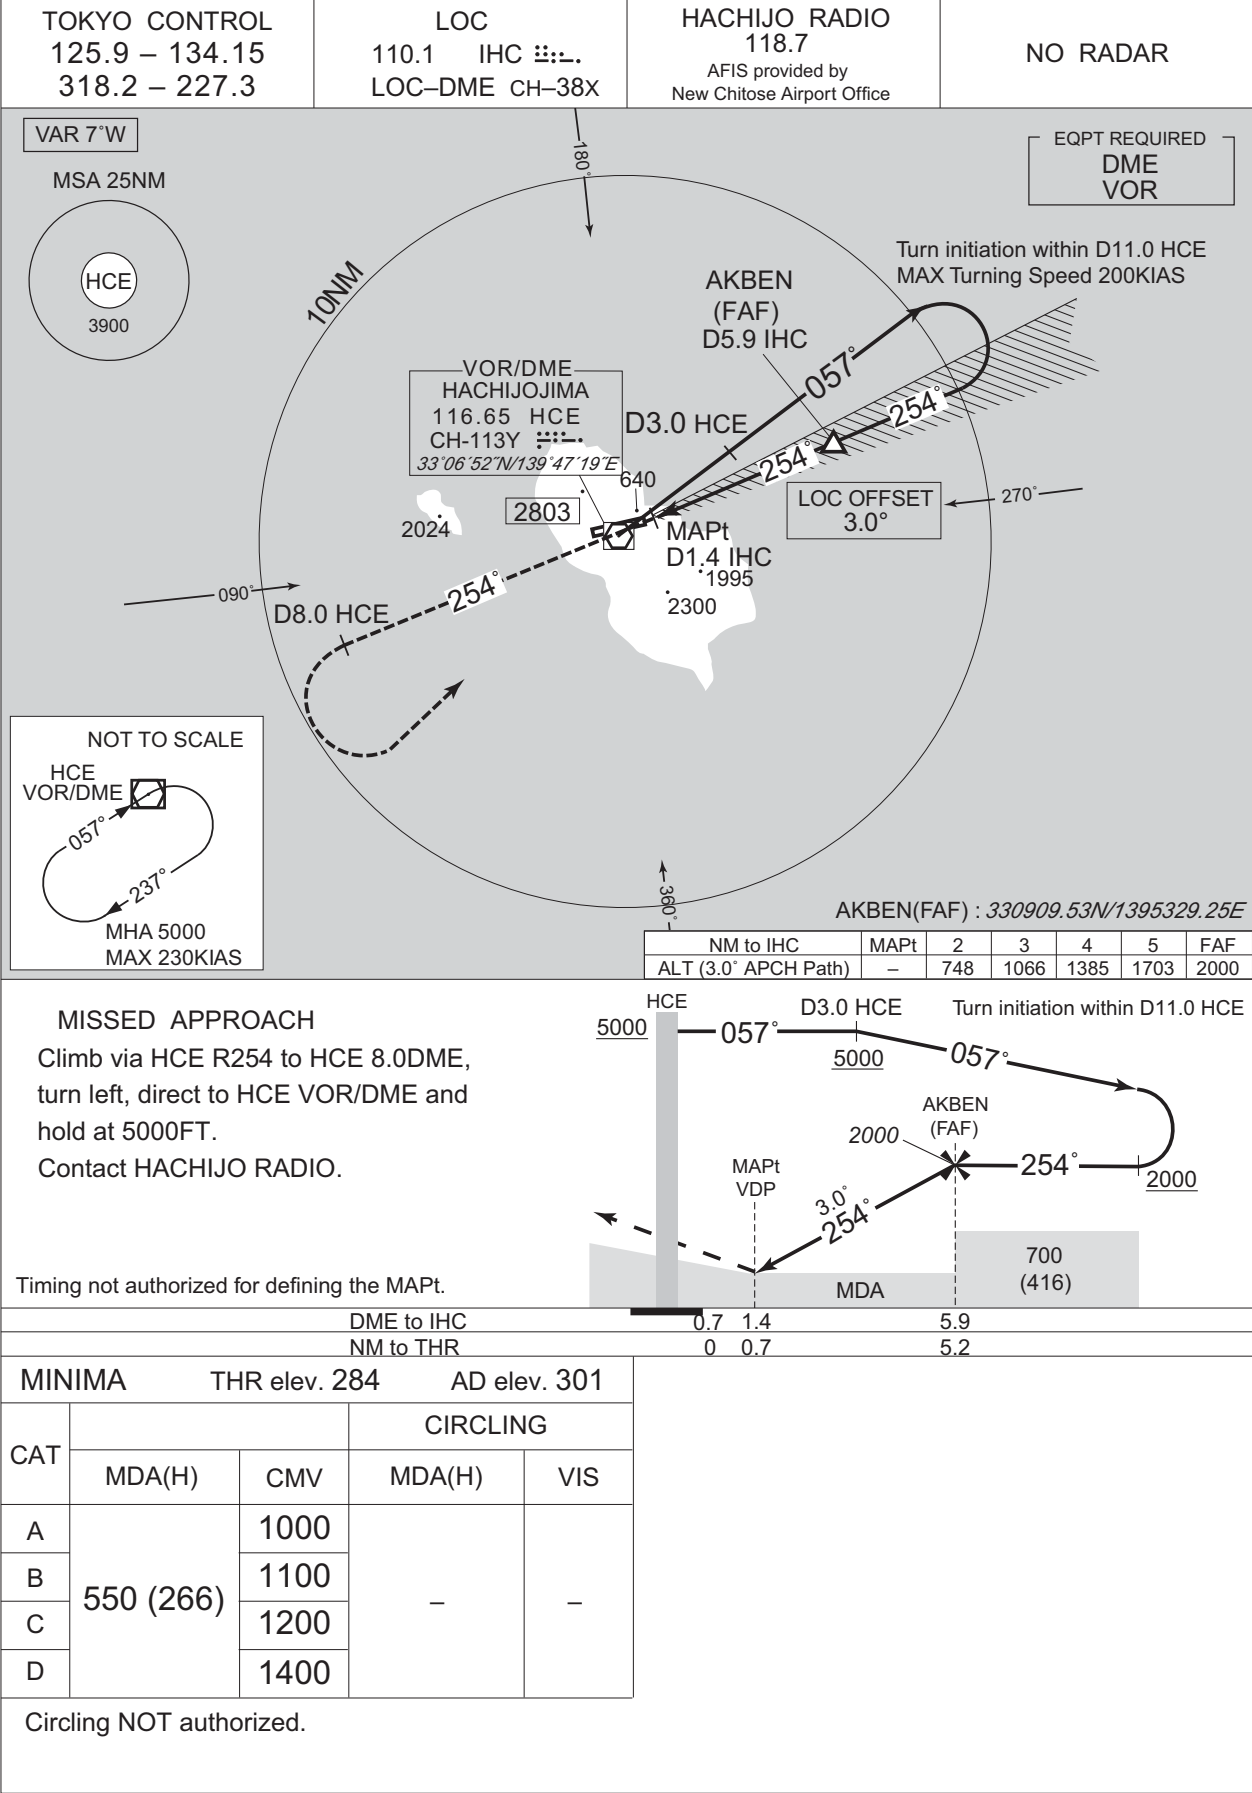 TOKYO CONTROL
125.9 – 134.15
318.2 – 227.3
LOC
110.1 IHC
LOC–DME CH–38X
HACHIJO RADIO
118.7
AFIS provided by
New Chitose Airport Office
NO RADAR
VAR 7°W
MSA 25NM
HCE
3900
180°
EQPT REQUIRED
DME
VOR
Turn initiation within D11.0 HCE
MAX Turning Speed 200KIAS
10NM
AKBEN
(FAF)
D5.9 IHC
057°
254°
VOR/DME
HACHIJOJIMA
116.65 HCE
CH-113Y
33°06′52″N/139°47′19″E
D3.0 HCE
254°
640
2803
2024
LOC OFFSET
3.0°
270°
MAPt
D1.4 IHC
1995
2300
090°
254°
D8.0 HCE
NOT TO SCALE
HCE
VOR/DME
057°
237°
MHA 5000
MAX 230KIAS
360°
AKBEN(FAF) : 330909.53N/1395329.25E
NM to IHC MAPt 2 3 4 5 FAF
ALT (3.0° APCH Path) – 748 1066 1385 1703 2000
MISSED APPROACH
Climb via HCE R254 to HCE 8.0DME,
turn left, direct to HCE VOR/DME and
hold at 5000FT.
Contact HACHIJO RADIO.
Timing not authorized for defining the MAPt.
HCE
D3.0 HCE
Turn initiation within D11.0 HCE
5000
057°
5000
057°
AKBEN
(FAF)
2000
254°
2000
MAPt
VDP
3.0°
254°
MDA
700
(416)
DME to IHC 0.7 1.4 5.9
NM to THR 0 0.7 5.2
MINIMA THR elev. 284 AD elev. 301
CAT
CIRCLING
MDA(H) CMV MDA(H) VIS
A 1000
B 1100
550 (266) – –
C 1200
D 1400
Circling NOT authorized.